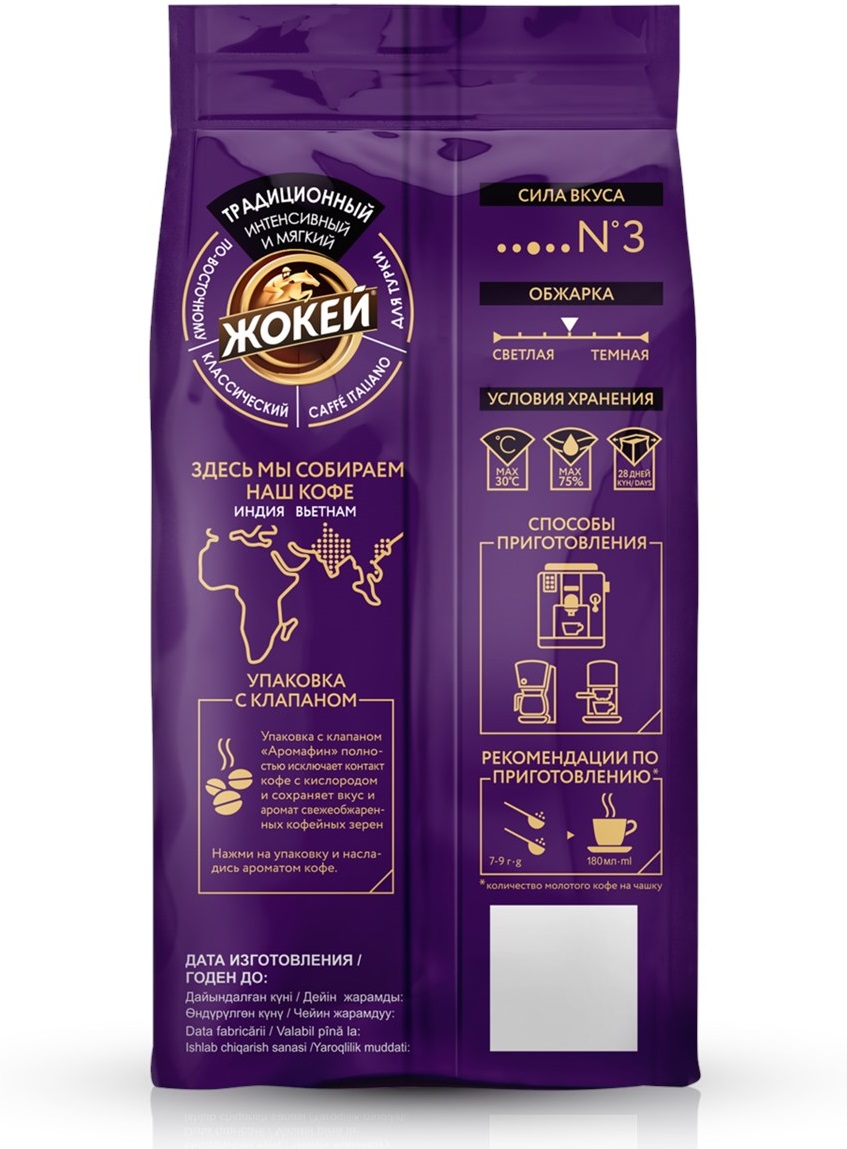 ТРАДИЦИОННЫЙ
ИНТЕНСИВНЫЙ
И МЯГКИЙ
ПО-ВОСТОЧНОМУ
ДЛЯ ТУРКИ
ЖОКЕЙ®
КЛАССИЧЕСКИЙ
CAFFÈ ITALIANO
ЗДЕСЬ МЫ СОБИРАЕМ
НАШ КОФЕ
ИНДИЯ ВЬЕТНАМ
УПАКОВКА
С КЛАПАНОМ
Упаковка с клапаном
«Аромафин» полно-
стью исключает контакт
кофе с кислородом
и сохраняет вкус и
аромат свежеобжарен-
ных кофейных зерен
Нажми на упаковку и насла-
дись ароматом кофе.
ДАТА ИЗГОТОВЛЕНИЯ /
ГОДЕН ДО:
Дайындалған күні / Дейін жарамды:
Өндүрүлгөн күнү / Чейин жарамдуу:
Data fabricării / Valabil pînă la:
Ishlab chiqarish sanasi /Yaroqlilik muddati:
СИЛА ВКУСА
N°3
ОБЖАРКА
СВЕТЛАЯ ТЕМНАЯ
УСЛОВИЯ ХРАНЕНИЯ
°C
MAX
30°C
MAX
75%
28 ДНЕЙ
КҮН/DAYS
СПОСОБЫ
ПРИГОТОВЛЕНИЯ
РЕКОМЕНДАЦИИ ПО
ПРИГОТОВЛЕНИЮ*
7-9 г·g 180 мл·ml
*количество молотого кофе на чашку